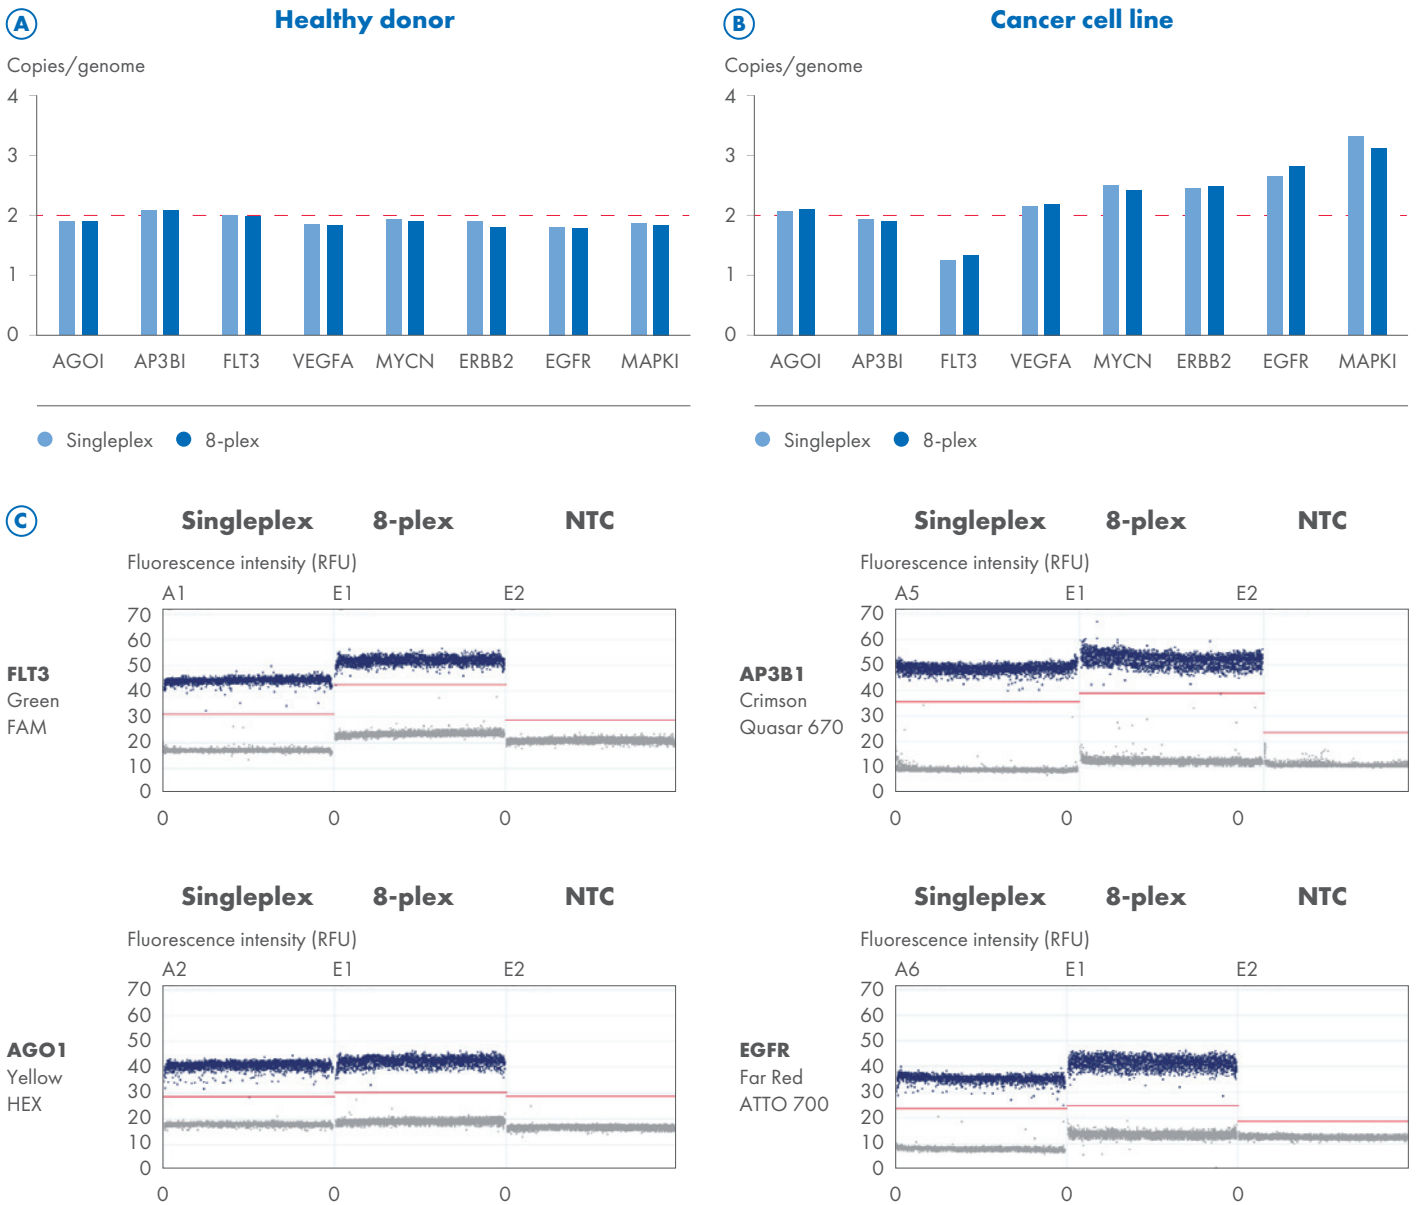 A Healthy donor
Copies/genome
4
3
2
1
0
AGOI AP3BI FLT3 VEGFA MYCN ERBB2 EGFR MAPKI
Singleplex 8-plex
B Cancer cell line
Copies/genome
4
3
2
1
0
AGOI AP3BI FLT3 VEGFA MYCN ERBB2 EGFR MAPKI
Singleplex 8-plex
C
Singleplex 8-plex NTC
Fluorescence intensity (RFU)
A1 E1 E2
70
60
50
40
30
20
10
0
0 0 0
FLT3
Green
FAM
Singleplex 8-plex NTC
Fluorescence intensity (RFU)
A5 E1 E2
70
60
50
40
30
20
10
0
0 0 0
AP3B1
Crimson
Quasar 670
Singleplex 8-plex NTC
Fluorescence intensity (RFU)
A2 E1 E2
70
60
50
40
30
20
10
0
0 0 0
AGO1
Yellow
HEX
Singleplex 8-plex NTC
Fluorescence intensity (RFU)
A6 E1 E2
70
60
50
40
30
20
10
0
0 0 0
EGFR
Far Red
ATTO 700